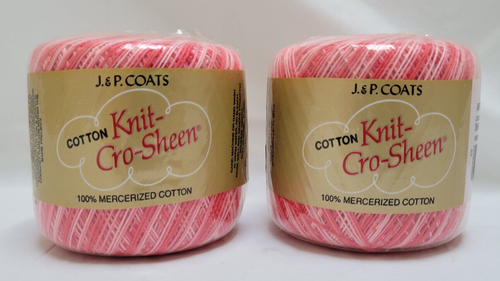 J.&P. COATS
COTTON Knit-
Cro-Sheen®
100% MERCERIZED COTTON
J.&P. COATS
COTTON Knit-
Cro-Sheen®
100% MERCERIZED COTTON